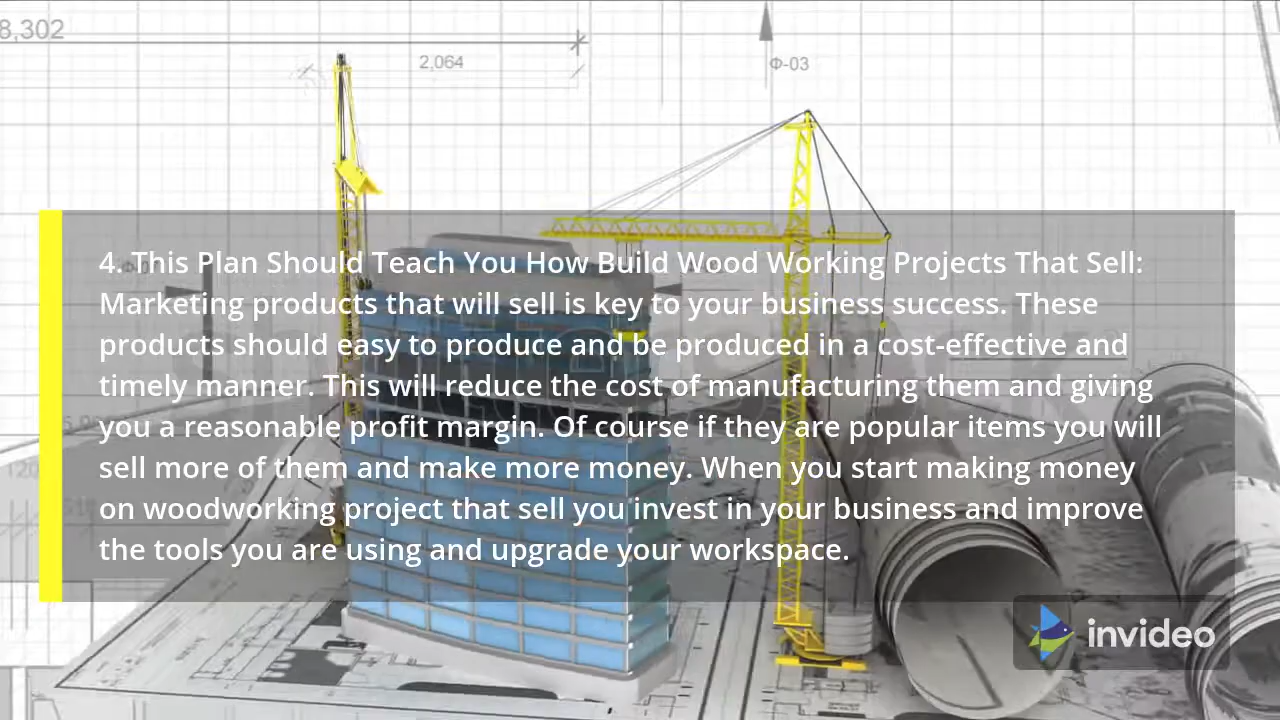 8,302
2,064
Ф-03
4. This Plan Should Teach You How Build Wood Working Projects That Sell:
Marketing products that will sell is key to your business success. These
products should easy to produce and be produced in a cost-effective and
timely manner. This will reduce the cost of manufacturing them and giving
you a reasonable profit margin. Of course if they are popular items you will
sell more of them and make more money. When you start making money
on woodworking project that sell you invest in your business and improve
the tools you are using and upgrade your workspace.
invideo